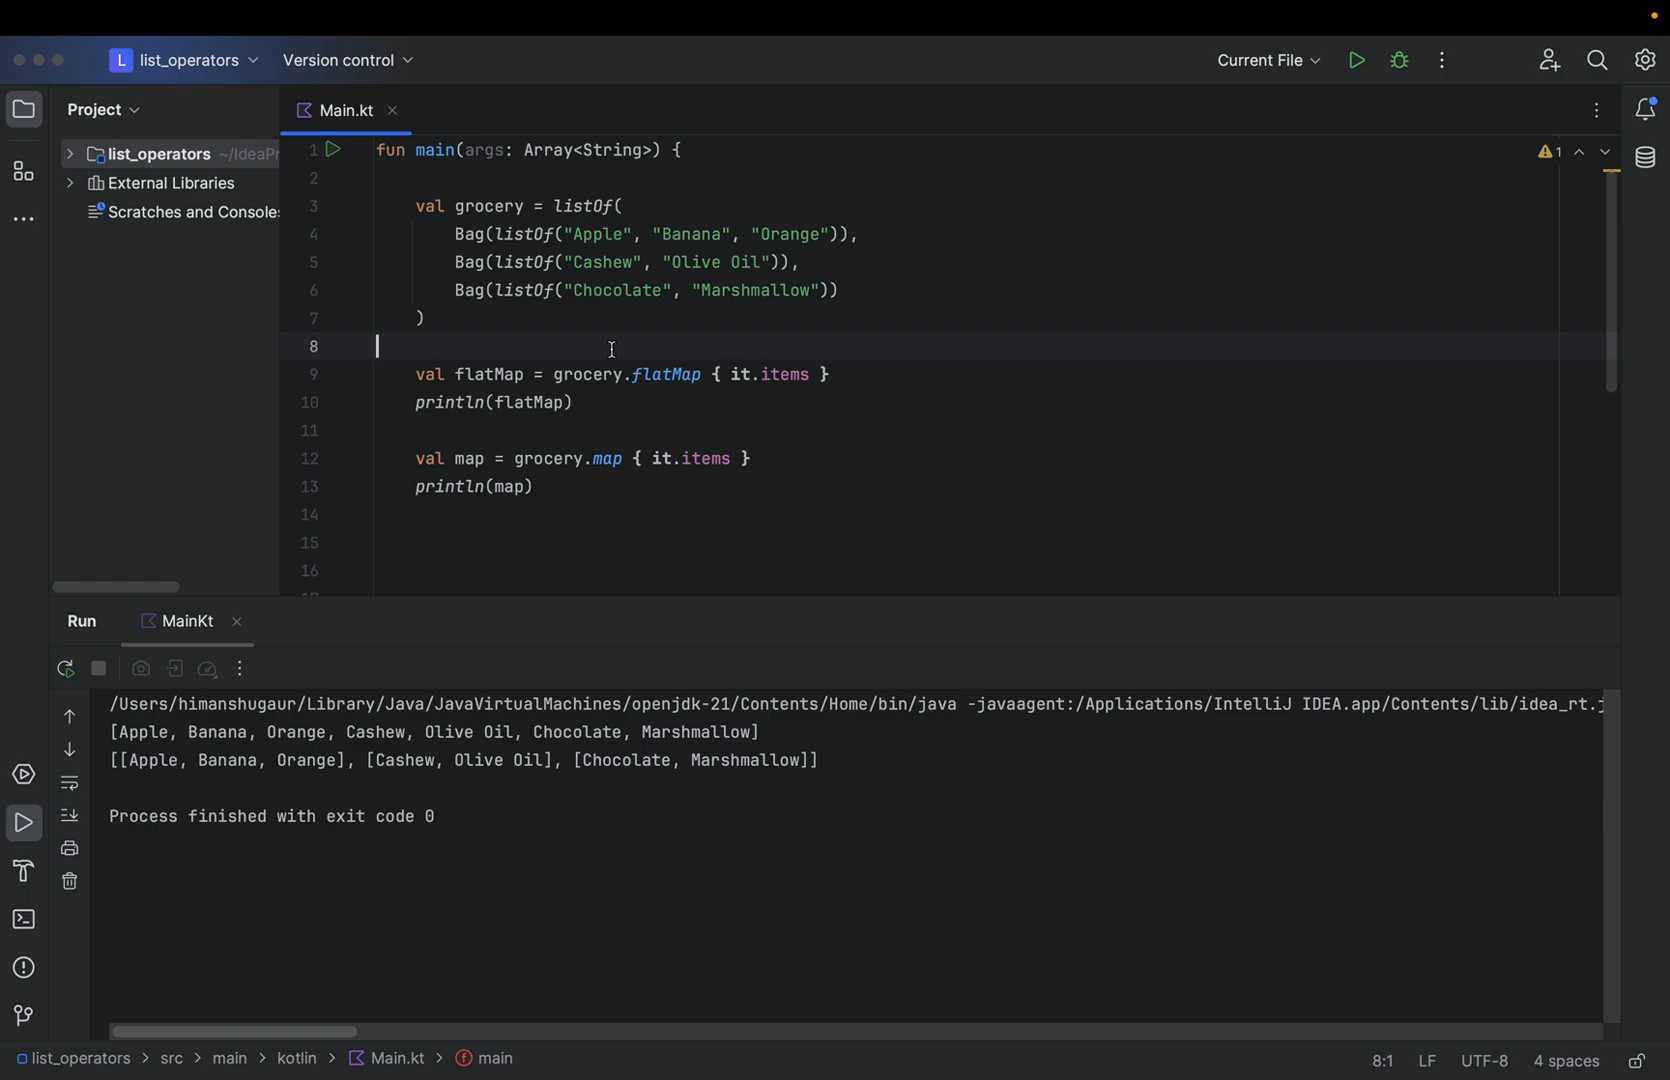 L list_operators Version control Current File
Project
Main.kt
list_operators ~/IdeaPr
External Libraries
Scratches and Consoles
1 fun main(args: Array<String>) {
2
3 val grocery = listOf(
4 Bag(listOf("Apple", "Banana", "Orange")),
5 Bag(listOf("Cashew", "Olive Oil")),
6 Bag(listOf("Chocolate", "Marshmallow"))
7 )
8
9 val flatMap = grocery.flatMap { it.items }
10 println(flatMap)
11
12 val map = grocery.map { it.items }
13 println(map)
14
15
16
1
Run MainKt
/Users/himanshugaur/Library/Java/JavaVirtualMachines/openjdk-21/Contents/Home/bin/java -javaagent:/Applications/IntelliJ IDEA.app/Contents/lib/idea_rt.j
[Apple, Banana, Orange, Cashew, Olive Oil, Chocolate, Marshmallow]
[[Apple, Banana, Orange], [Cashew, Olive Oil], [Chocolate, Marshmallow]]
Process finished with exit code 0
list_operators > src > main > kotlin > Main.kt > f main 8:1 LF UTF-8 4 spaces